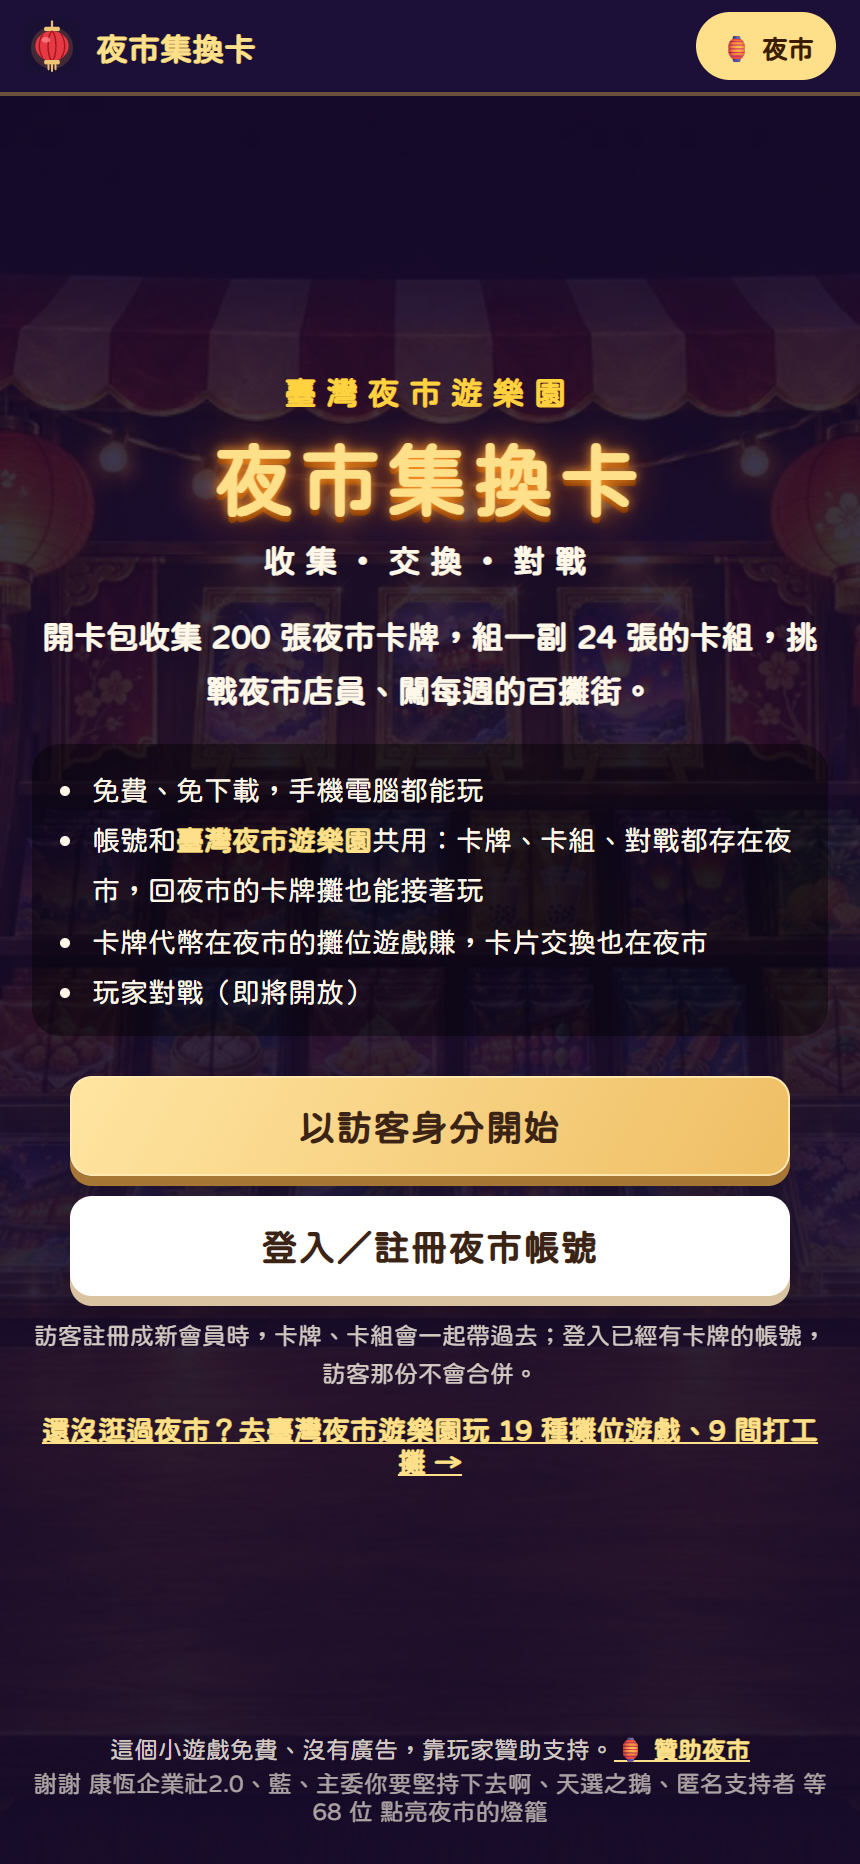 夜市集換卡
夜市
臺灣夜市遊樂園
夜市集換卡
收集・交換・對戰
開卡包收集 200 張夜市卡牌，組一副 24 張的卡組，挑
戰夜市店員、闖每週的百攤街。
• 免費、免下載，手機電腦都能玩
• 帳號和臺灣夜市遊樂園共用：卡牌、卡組、對戰都存在夜
市，回夜市的卡牌攤也能接著玩
• 卡牌代幣在夜市的攤位遊戲賺，卡片交換也在夜市
• 玩家對戰（即將開放）
以訪客身分開始
登入／註冊夜市帳號
訪客註冊成新會員時，卡牌、卡組會一起帶過去；登入已經有卡牌的帳號，
訪客那份不會合併。
還沒逛過夜市？去臺灣夜市遊樂園玩 19 種攤位遊戲、9 間打工
攤 →
這個小遊戲免費、沒有廣告，靠玩家贊助支持。 贊助夜市
謝謝 康恆企業社2.0、藍、主委你要堅持下去啊、天選之鵝、匿名支持者 等
68 位 點亮夜市的燈籠